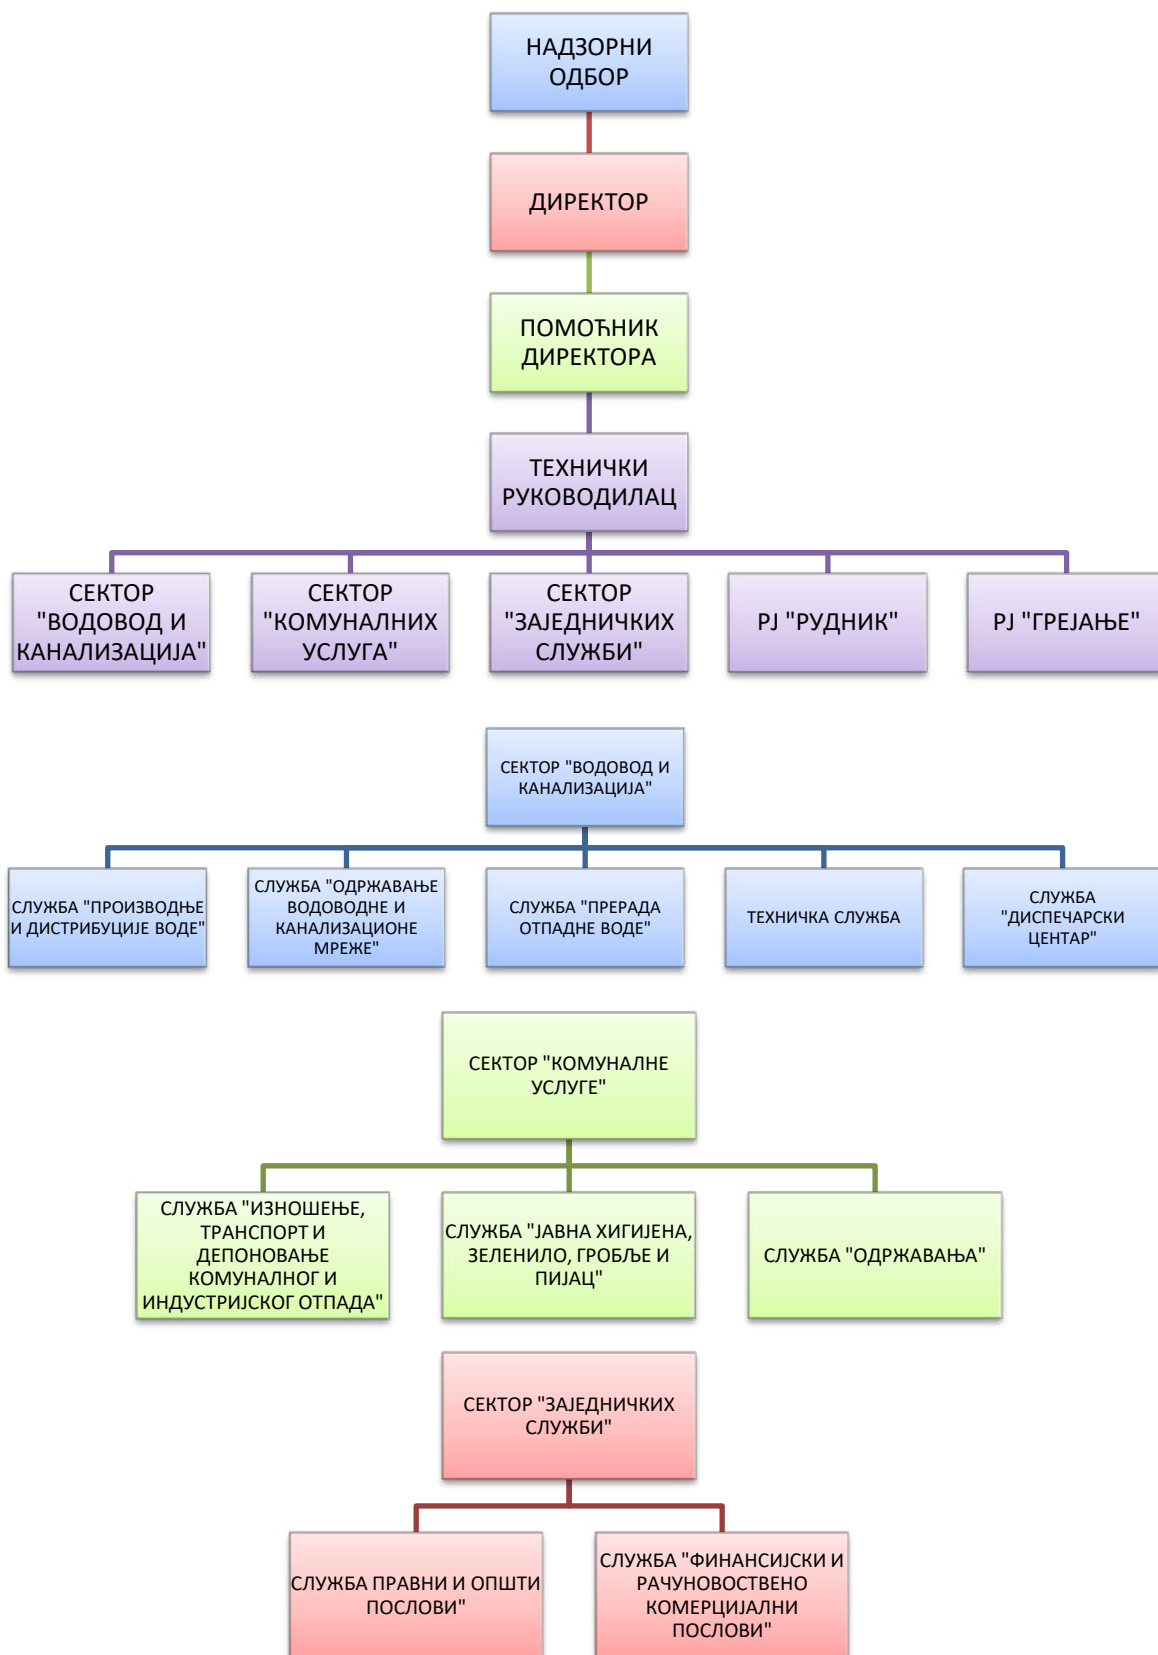 НАДЗОРНИ
ОДБОР
ДИРЕКТОР
ПОМОЋНИК
ДИРЕКТОРА
ТЕХНИЧКИ
РУКОВОДИЛАЦ
СЕКТОР
"ВОДОВОД И
КАНАЛИЗАЦИЈА"
СЕКТОР
"КОМУНАЛНИХ
УСЛУГА"
СЕКТОР
"ЗАЈЕДНИЧКИХ
СЛУЖБИ"
РЈ "РУДНИК"
РЈ "ГРЕЈАЊЕ"
СЕКТОР "ВОДОВОД И
КАНАЛИЗАЦИЈА"
СЛУЖБА "ПРОИЗВОДЊЕ
И ДИСТРИБУЦИЈЕ ВОДЕ"
СЛУЖБА "ОДРЖАВАЊЕ
ВОДОВОДНЕ И
КАНАЛИЗАЦИОНЕ
МРЕЖЕ"
СЛУЖБА "ПРЕРАДА
ОТПАДНЕ ВОДЕ"
ТЕХНИЧКА СЛУЖБА
СЛУЖБА
"ДИСПЕЧАРСКИ
ЦЕНТАР"
СЕКТОР "КОМУНАЛНЕ
УСЛУГЕ"
СЛУЖБА "ИЗНОШЕЊЕ,
ТРАНСПОРТ И
ДЕПОНОВАЊЕ
КОМУНАЛНОГ И
ИНДУСТРИЈСКОГ ОТПАДА"
СЛУЖБА "ЈАВНА ХИГИЈЕНА,
ЗЕЛЕНИЛО, ГРОБЉЕ И
ПИЈАЦ"
СЛУЖБА "ОДРЖАВАЊА"
СЕКТОР "ЗАЈЕДНИЧКИХ
СЛУЖБИ"
СЛУЖБА ПРАВНИ И ОПШТИ
ПОСЛОВИ"
СЛУЖБА "ФИНАНСИЈСКИ И
РАЧУНОВОСТВЕНО
КОМЕРЦИЈАЛНИ
ПОСЛОВИ"